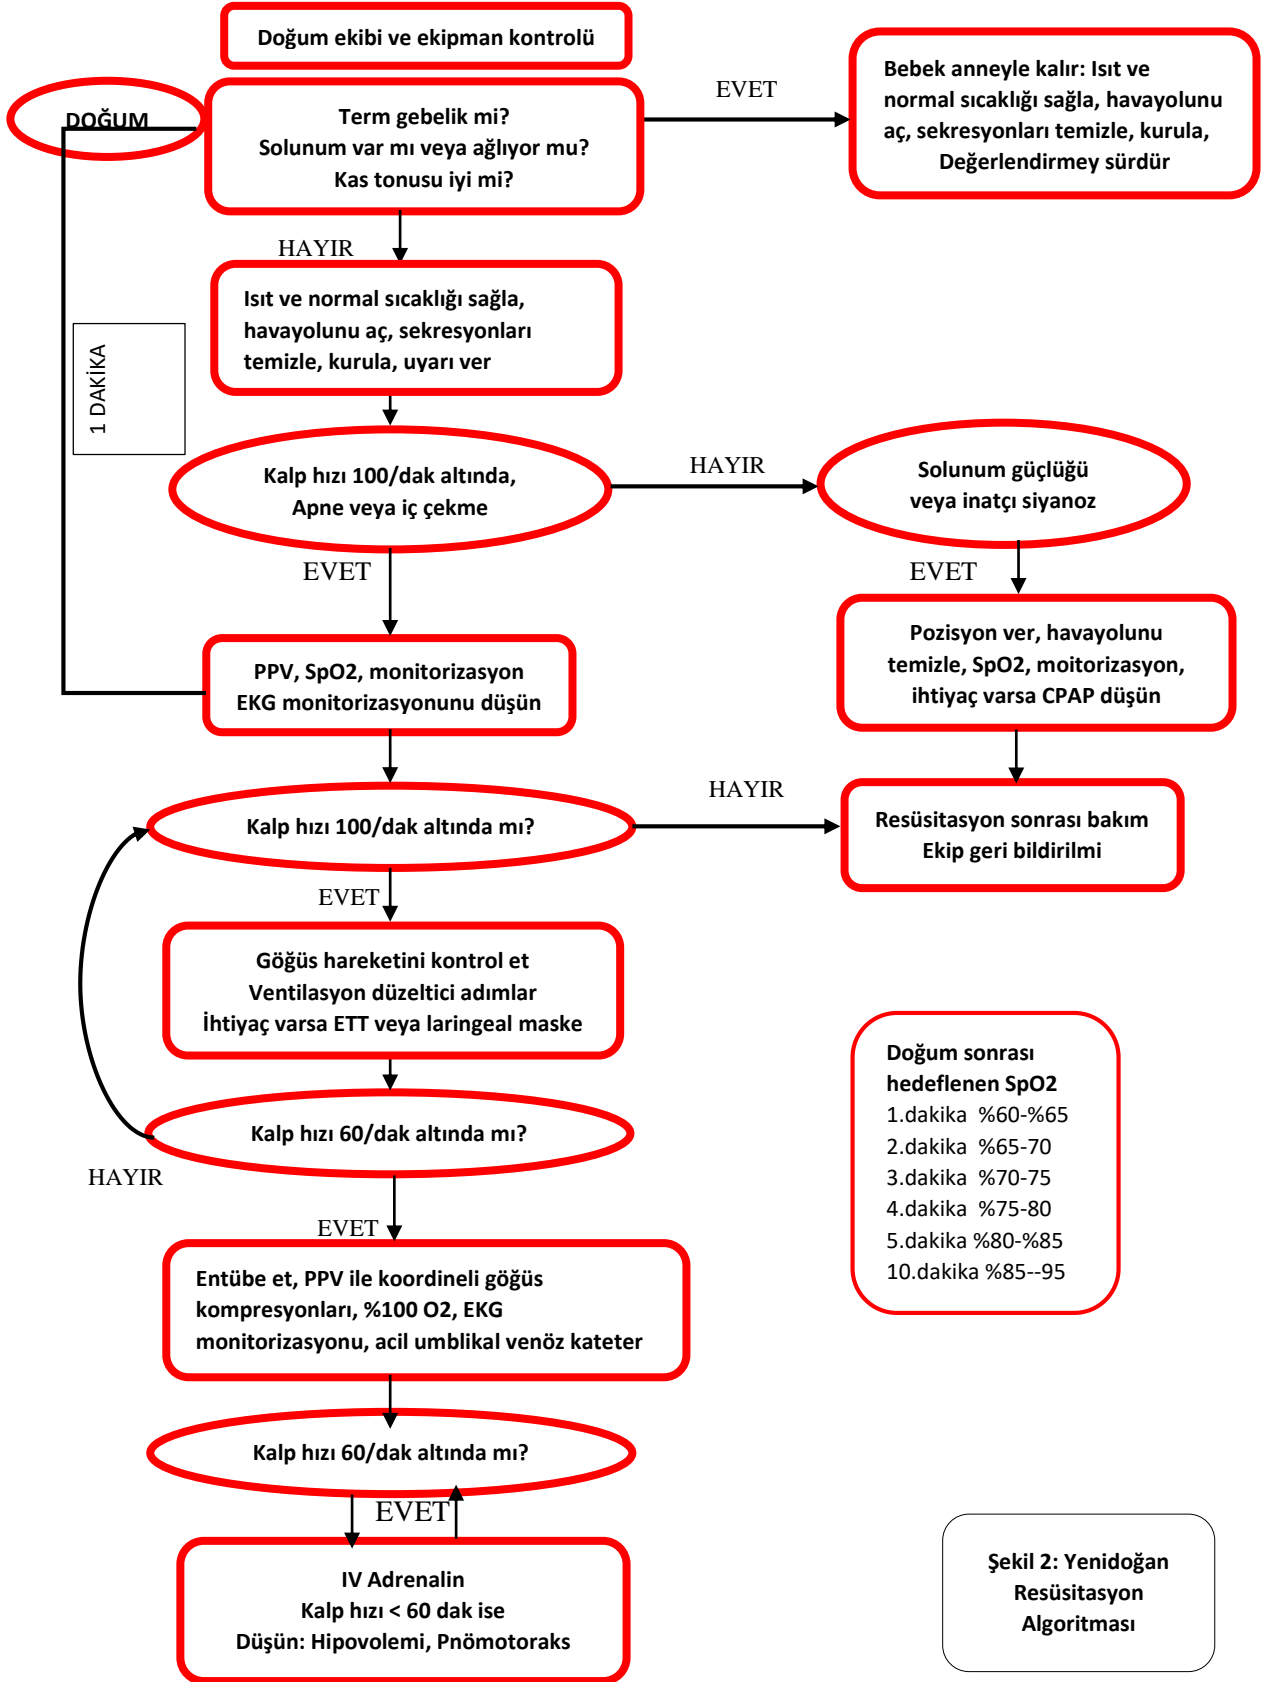 Doğum ekibi ve ekipman kontrolü
DOĞUM
Term gebelik mi?
Solunum var mı veya ağlıyor mu?
Kas tonusu iyi mi?
EVET
Bebek anneyle kalır: Isıt ve
normal sıcaklığı sağla, havayolunu
aç, sekresyonları temizle, kurula,
Değerlendirmey sürdür
HAYIR
Isıt ve normal sıcaklığı sağla,
havayolunu aç, sekresyonları
temizle, kurula, uyarı ver
1 DAKİKA
Kalp hızı 100/dak altında,
Apne veya iç çekme
HAYIR
Solunum güçlüğü
veya inatçı siyanoz
EVET
EVET
Pozisyon ver, havayolunu
temizle, SpO2, moitorizasyon,
ihtiyaç varsa CPAP düşün
PPV, SpO2, monitorizasyon
EKG monitorizasyonunu düşün
Kalp hızı 100/dak altında mı?
HAYIR
Resüsitasyon sonrası bakım
Ekip geri bildirilmi
EVET
Göğüs hareketini kontrol et
Ventilasyon düzeltici adımlar
İhtiyaç varsa ETT veya laringeal maske
Kalp hızı 60/dak altında mı?
HAYIR
EVET
Doğum sonrası
hedeflenen SpO2
1.dakika %60-%65
2.dakika %65-70
3.dakika %70-75
4.dakika %75-80
5.dakika %80-%85
10.dakika %85--95
Entübe et, PPV ile koordineli göğüs
kompresyonları, %100 O2, EKG
monitorizasyonu, acil umblikal venöz kateter
Kalp hızı 60/dak altında mı?
EVET
IV Adrenalin
Kalp hızı < 60 dak ise
Düşün: Hipovolemi, Pnömotoraks
Şekil 2: Yenidoğan
Resüsitasyon
Algoritması